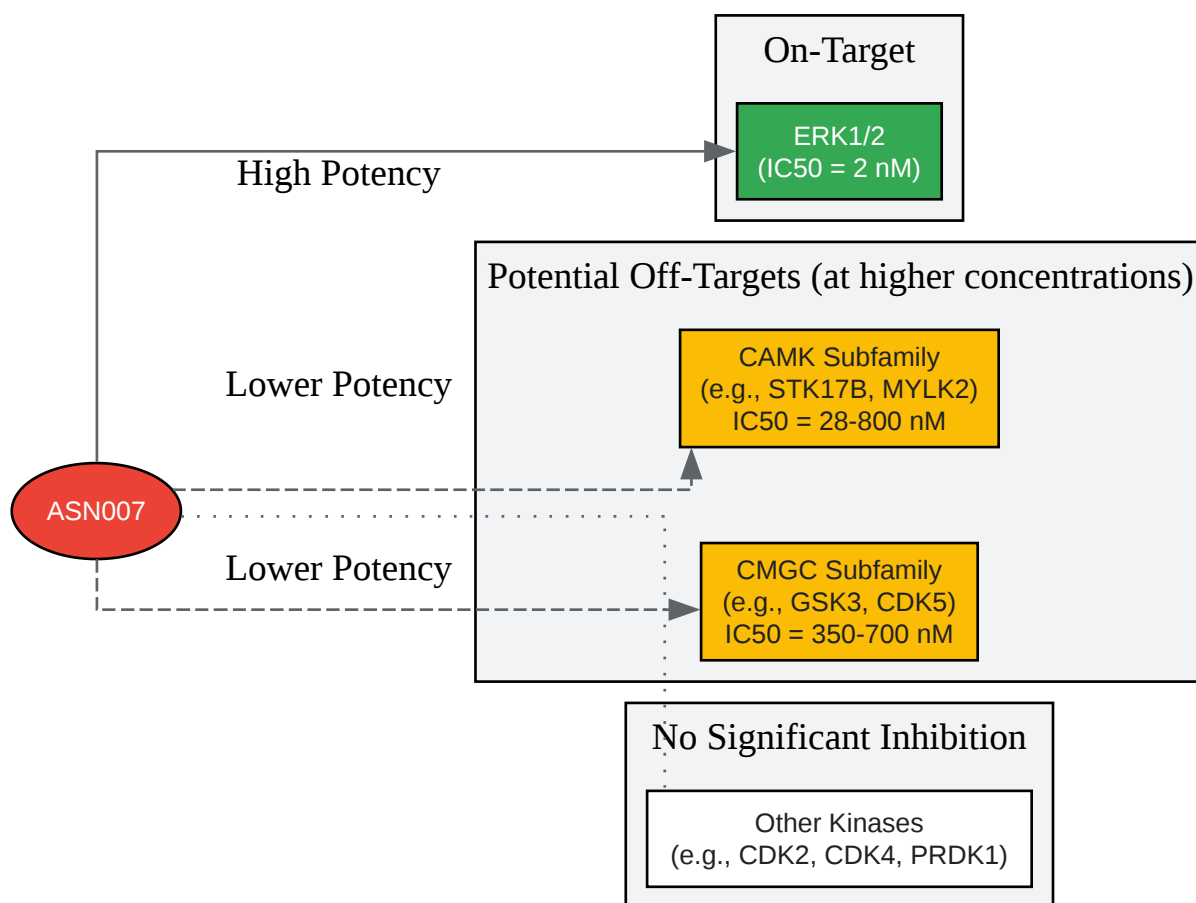 On-Target
ERK1/2
(IC50 = 2 nM)
High Potency
Potential Off-Targets (at higher concentrations)
CAMK Subfamily
(e.g., STK17B, MYLK2)
IC50 = 28-800 nM
Lower Potency
ASN007
Lower Potency
CMGC Subfamily
(e.g., GSK3, CDK5)
IC50 = 350-700 nM
No Significant Inhibition
Other Kinases
(e.g., CDK2, CDK4, PRDK1)